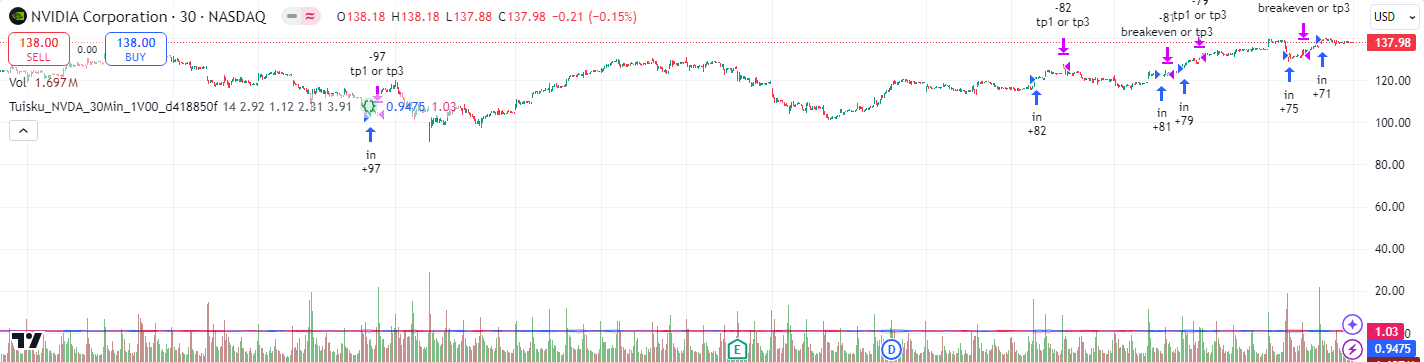 NVIDIA Corporation · 30 · NASDAQ O138.18 H138.18 L137.88 C137.98 −0.21 (−0.15%)
USD
138.00
SELL
0.00
138.00
BUY
Vol 1.697M
Tuisku_NVDA_30Min_1V00_d418850f 14 2.92 1.12 2.31 3.91 0.9475 1.03
-97
tp1 or tp3
in
+97
-82
tp1 or tp3
in
+82
-81
breakeven or tp3
in
+81
-79
tp1 or tp3
in
+79
breakeven or tp3
in
+75
in
+71
137.98
120.00
100.00
80.00
60.00
40.00
20.00
1.03
0.9475
E
D